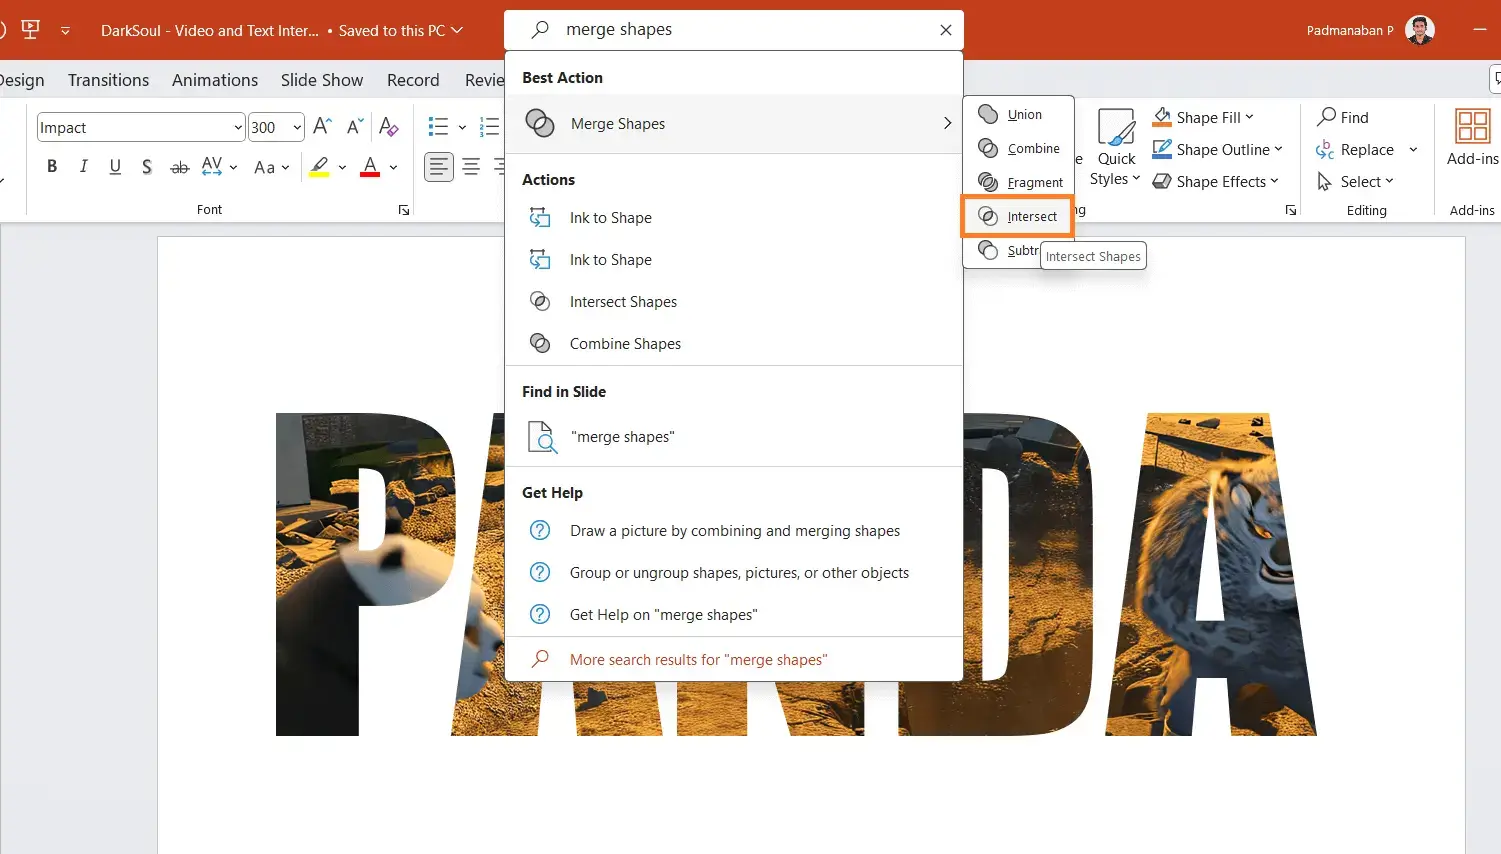 DarkSoul - Video and Text Inter... • Saved to this PC
merge shapes
Padmanaban P
Design Transitions Animations Slide Show Record Revie
Impact 300
B I U S ab AV Aa A
Font
Best Action
Merge Shapes
Actions
Ink to Shape
Ink to Shape
Intersect Shapes
Combine Shapes
Find in Slide
"merge shapes"
Get Help
Draw a picture by combining and merging shapes
Group or ungroup shapes, pictures, or other objects
Get Help on "merge shapes"
More search results for "merge shapes"
Union
Combine
Fragment
Intersect
Subtr
Intersect Shapes
Quick
Styles
Shape Fill
Shape Outline
Shape Effects
ng
Find
Replace
Select
Editing
Add-ins
Add-ins
PANDA